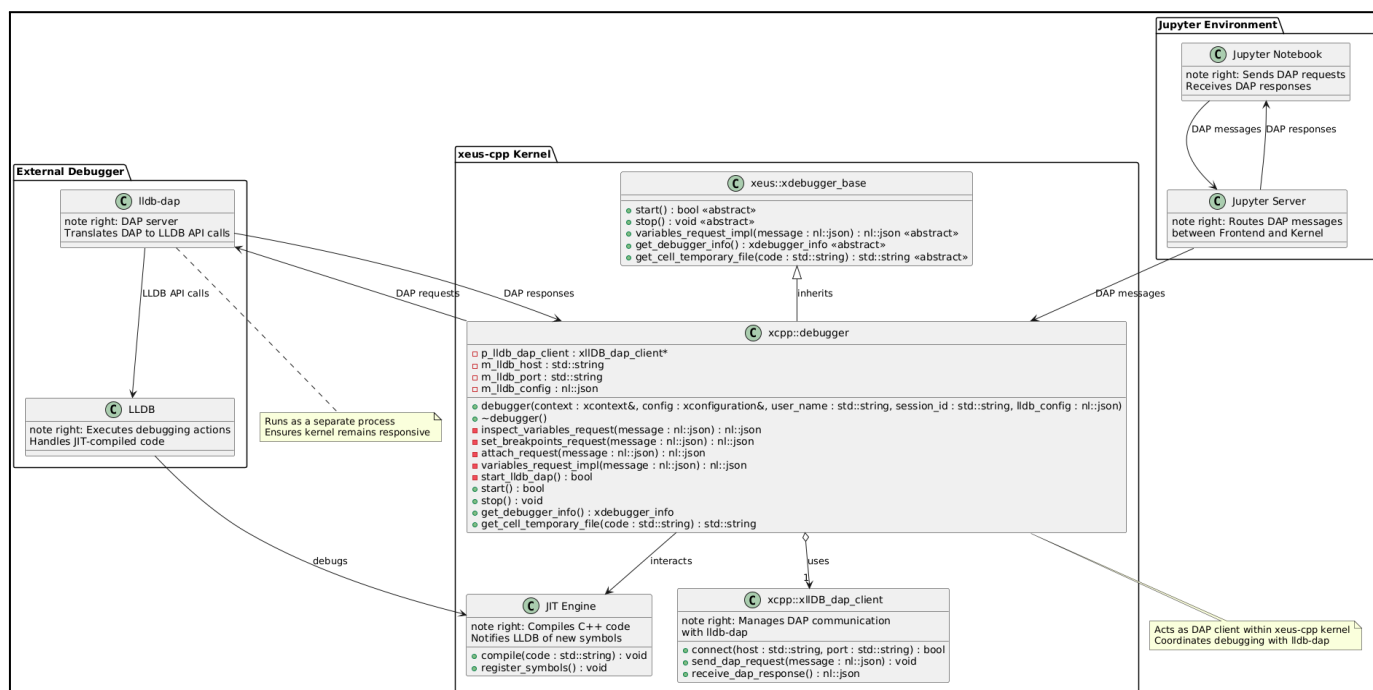 Jupyter Environment
C Jupyter Notebook
note right: Sends DAP requests
Receives DAP responses
DAP messages
DAP responses
C Jupyter Server
note right: Routes DAP messages
between Frontend and Kernel
DAP messages
External Debugger
C lldb-dap
note right: DAP server
Translates DAP to LLDB API calls
LLDB API calls
DAP requests
DAP responses
C LLDB
note right: Executes debugging actions
Handles JIT-compiled code
Runs as a separate process
Ensures kernel remains responsive
debugs
xeus-cpp Kernel
C xeus::xdebugger_base
start() : bool «abstract»
stop() : void «abstract»
variables_request_impl(message : nl::json) : nl::json «abstract»
get_debugger_info() : xdebugger_info «abstract»
get_cell_temporary_file(code : std::string) : std::string «abstract»
inherits
C xcpp::debugger
p_lldb_dap_client : xllDB_dap_client*
m_lldb_host : std::string
m_lldb_port : std::string
m_lldb_config : nl::json
debugger(context : xcontext&, config : xconfiguration&, user_name : std::string, session_id : std::string, lldb_config : nl::json)
~debugger()
inspect_variables_request(message : nl::json) : nl::json
set_breakpoints_request(message : nl::json) : nl::json
attach_request(message : nl::json) : nl::json
variables_request_impl(message : nl::json) : nl::json
start_lldb_dap() : bool
start() : bool
stop() : void
get_debugger_info() : xdebugger_info
get_cell_temporary_file(code : std::string) : std::string
interacts
uses
1
C JIT Engine
note right: Compiles C++ code
Notifies LLDB of new symbols
compile(code : std::string) : void
register_symbols() : void
C xcpp::xllDB_dap_client
note right: Manages DAP communication
with lldb-dap
connect(host : std::string, port : std::string) : bool
send_dap_request(message : nl::json) : void
receive_dap_response() : nl::json
Acts as DAP client within xeus-cpp kernel
Coordinates debugging with lldb-dap